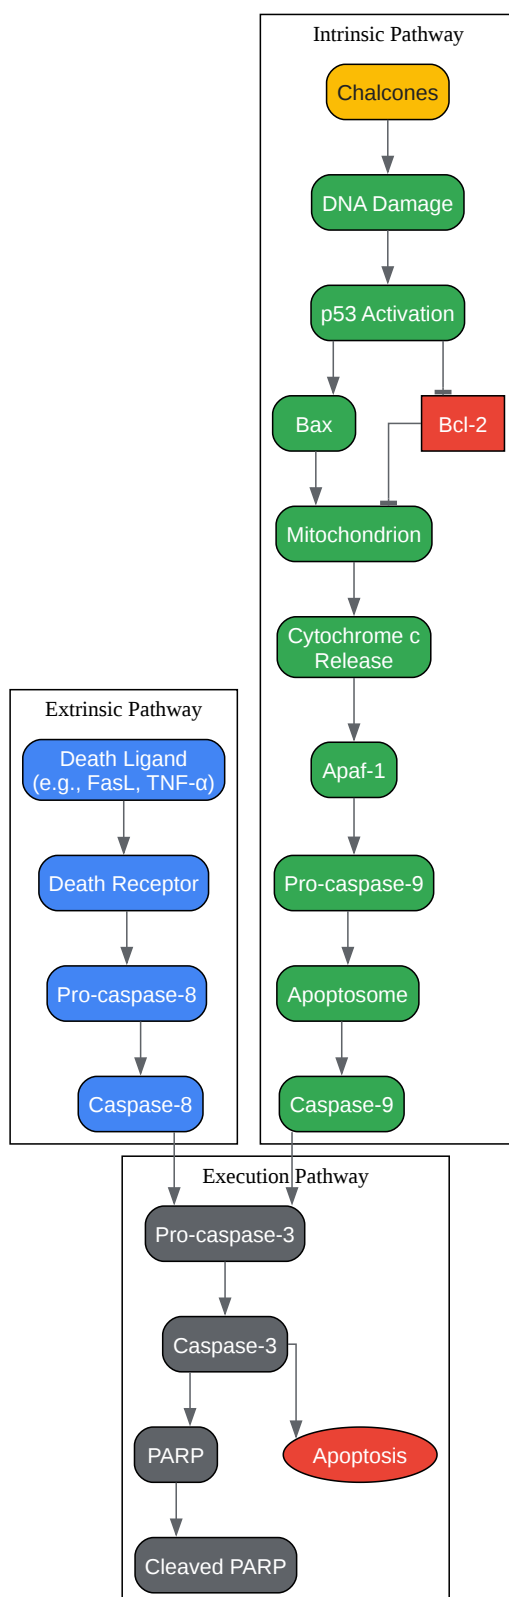 Intrinsic Pathway
Chalcones
DNA Damage
p53 Activation
Bax
Bcl-2
Mitochondrion
Cytochrome c
Release
Apaf-1
Pro-caspase-9
Apoptosome
Caspase-9
Extrinsic Pathway
Death Ligand
(e.g., FasL, TNF-α)
Death Receptor
Pro-caspase-8
Caspase-8
Execution Pathway
Pro-caspase-3
Caspase-3
PARP
Apoptosis
Cleaved PARP